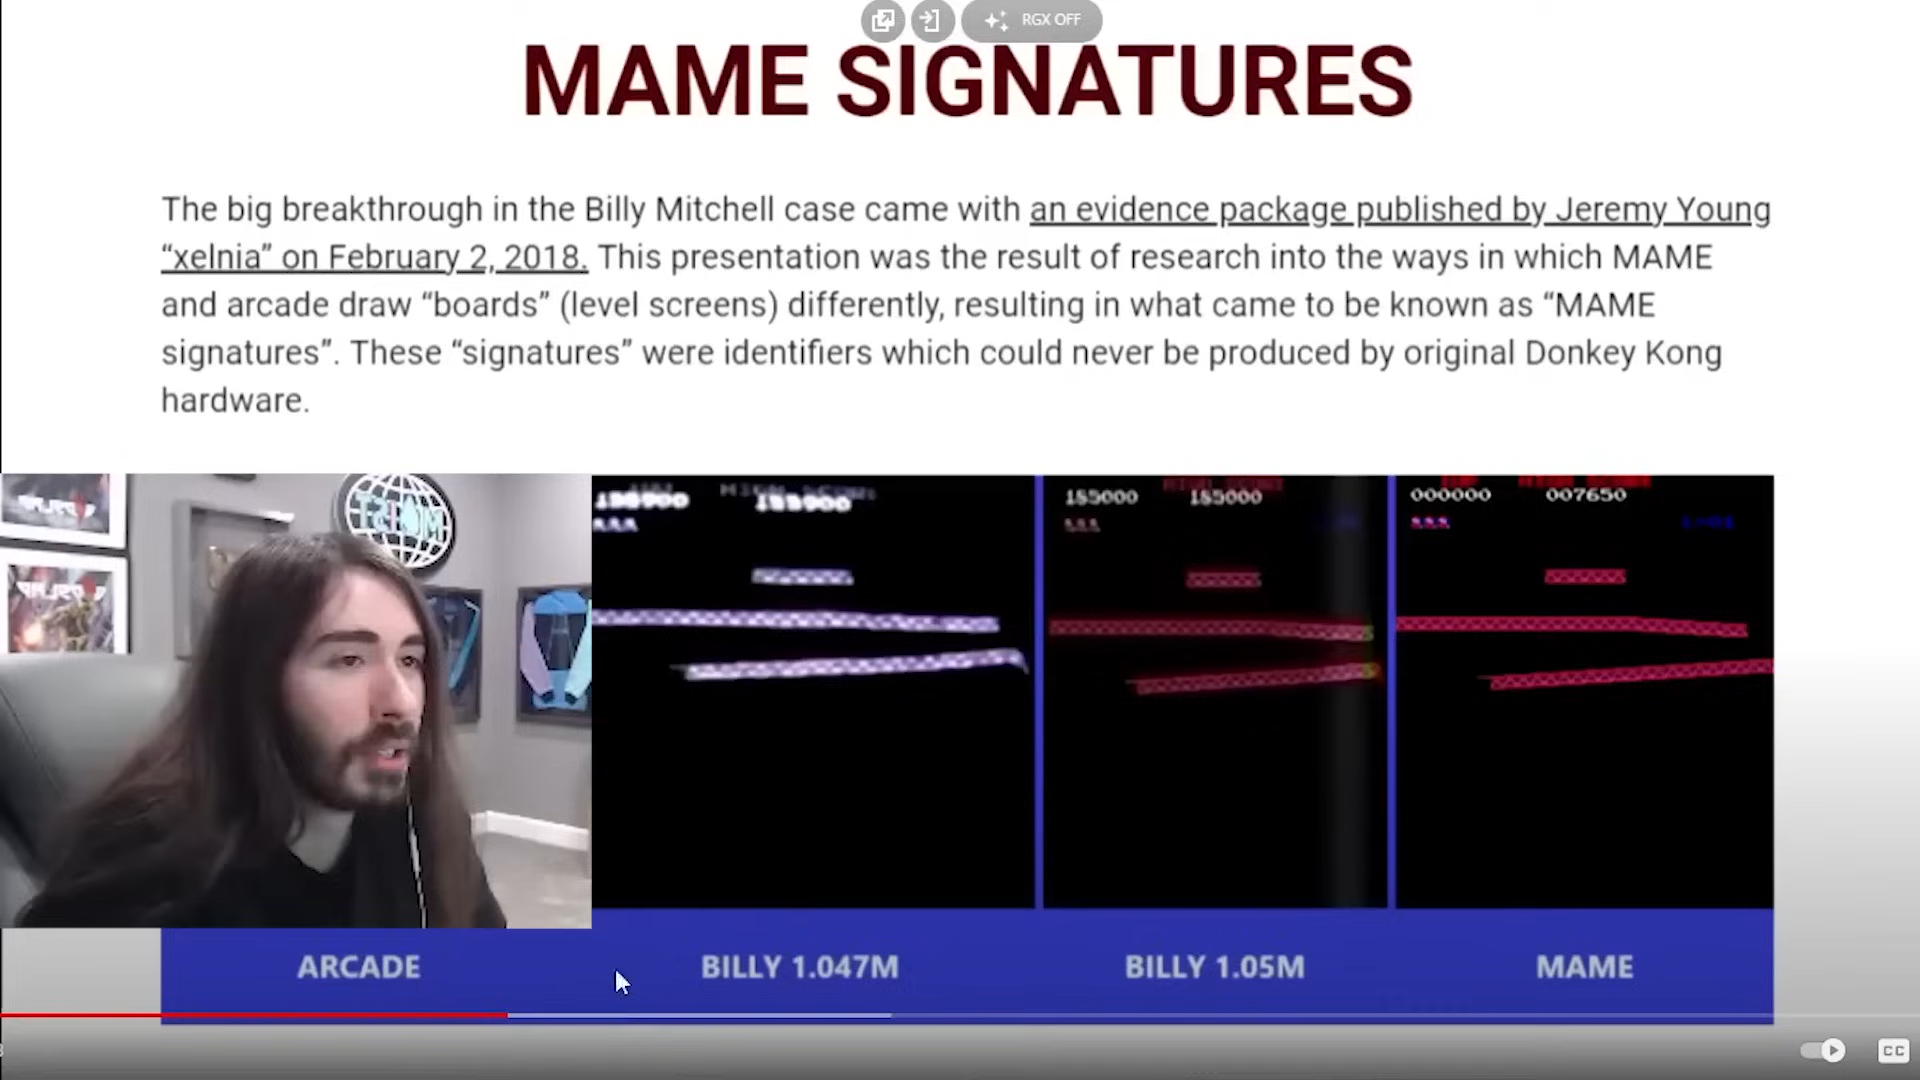 RGX OFF
MAME SIGNATURES
The big breakthrough in the Billy Mitchell case came with an evidence package published by Jeremy Young
“xelnia” on February 2, 2018. This presentation was the result of research into the ways in which MAME
and arcade draw “boards” (level screens) differently, resulting in what came to be known as “MAME
signatures”. These “signatures” were identifiers which could never be produced by original Donkey Kong
hardware.
HIGH SCORE
185000 185000
000000 007650
ARCADE
BILLY 1.047M
BILLY 1.05M
MAME
CC